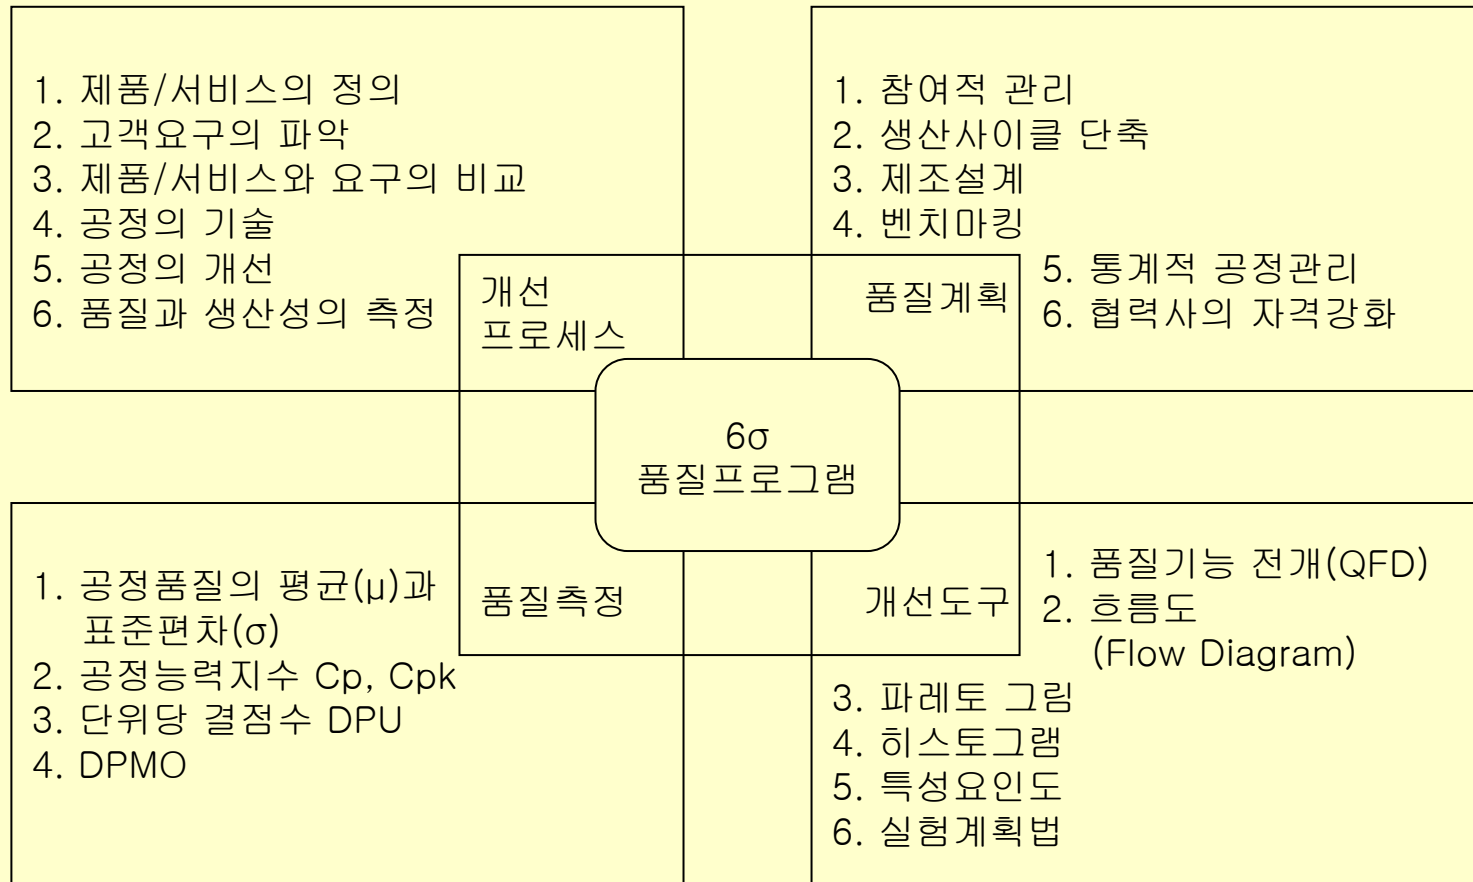 1. 제품/서비스의 정의
2. 고객요구의 파악
3. 제품/서비스와 요구의 비교
4. 공정의 기술
5. 공정의 개선
6. 품질과 생산성의 측정
개선
프로세스
1. 참여적 관리
2. 생산사이클 단축
3. 제조설계
4. 벤치마킹
5. 통계적 공정관리
6. 협력사의 자격강화
품질계획
6σ
품질프로그램
1. 공정품질의 평균(μ)과
표준편차(σ)
2. 공정능력지수 Cp, Cpk
3. 단위당 결점수 DPU
4. DPMO
품질측정
개선도구
1. 품질기능 전개(QFD)
2. 흐름도
(Flow Diagram)
3. 파레토 그림
4. 히스토그램
5. 특성요인도
6. 실험계획법